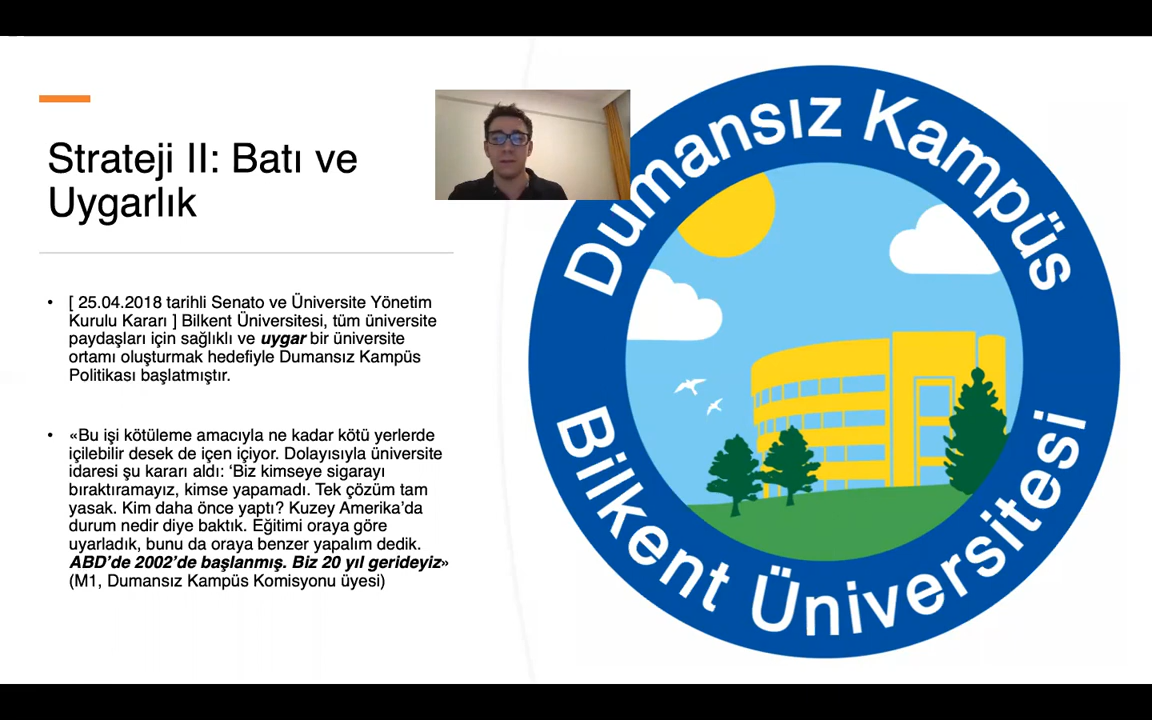 Strateji II: Batı ve
Uygarlık
• [ 25.04.2018 tarihli Senato ve Üniversite Yönetim
Kurulu Kararı ] Bilkent Üniversitesi, tüm üniversite
paydaşları için sağlıklı ve uygar bir üniversite
ortamı oluşturmak hedefiyle Dumansız Kampüs
Politikası başlatmıştır.
• «Bu işi kötüleme amacıyla ne kadar kötü yerlerde
içilebilir desek de içen içiyor. Dolayısıyla üniversite
idaresi şu kararı aldı: ‘Biz kimseye sigarayı
bıraktıramayız, kimse yapamadı. Tek çözüm tam
yasak. Kim daha önce yaptı? Kuzey Amerika’da
durum nedir diye baktık. Eğitimi oraya göre
uyarladık, bunu da oraya benzer yapalım dedik.
ABD’de 2002’de başlanmış. Biz 20 yıl gerideyiz»
(M1, Dumansız Kampüs Komisyonu üyesi)
Dumansız Kampüs
Bilkent Üniversitesi